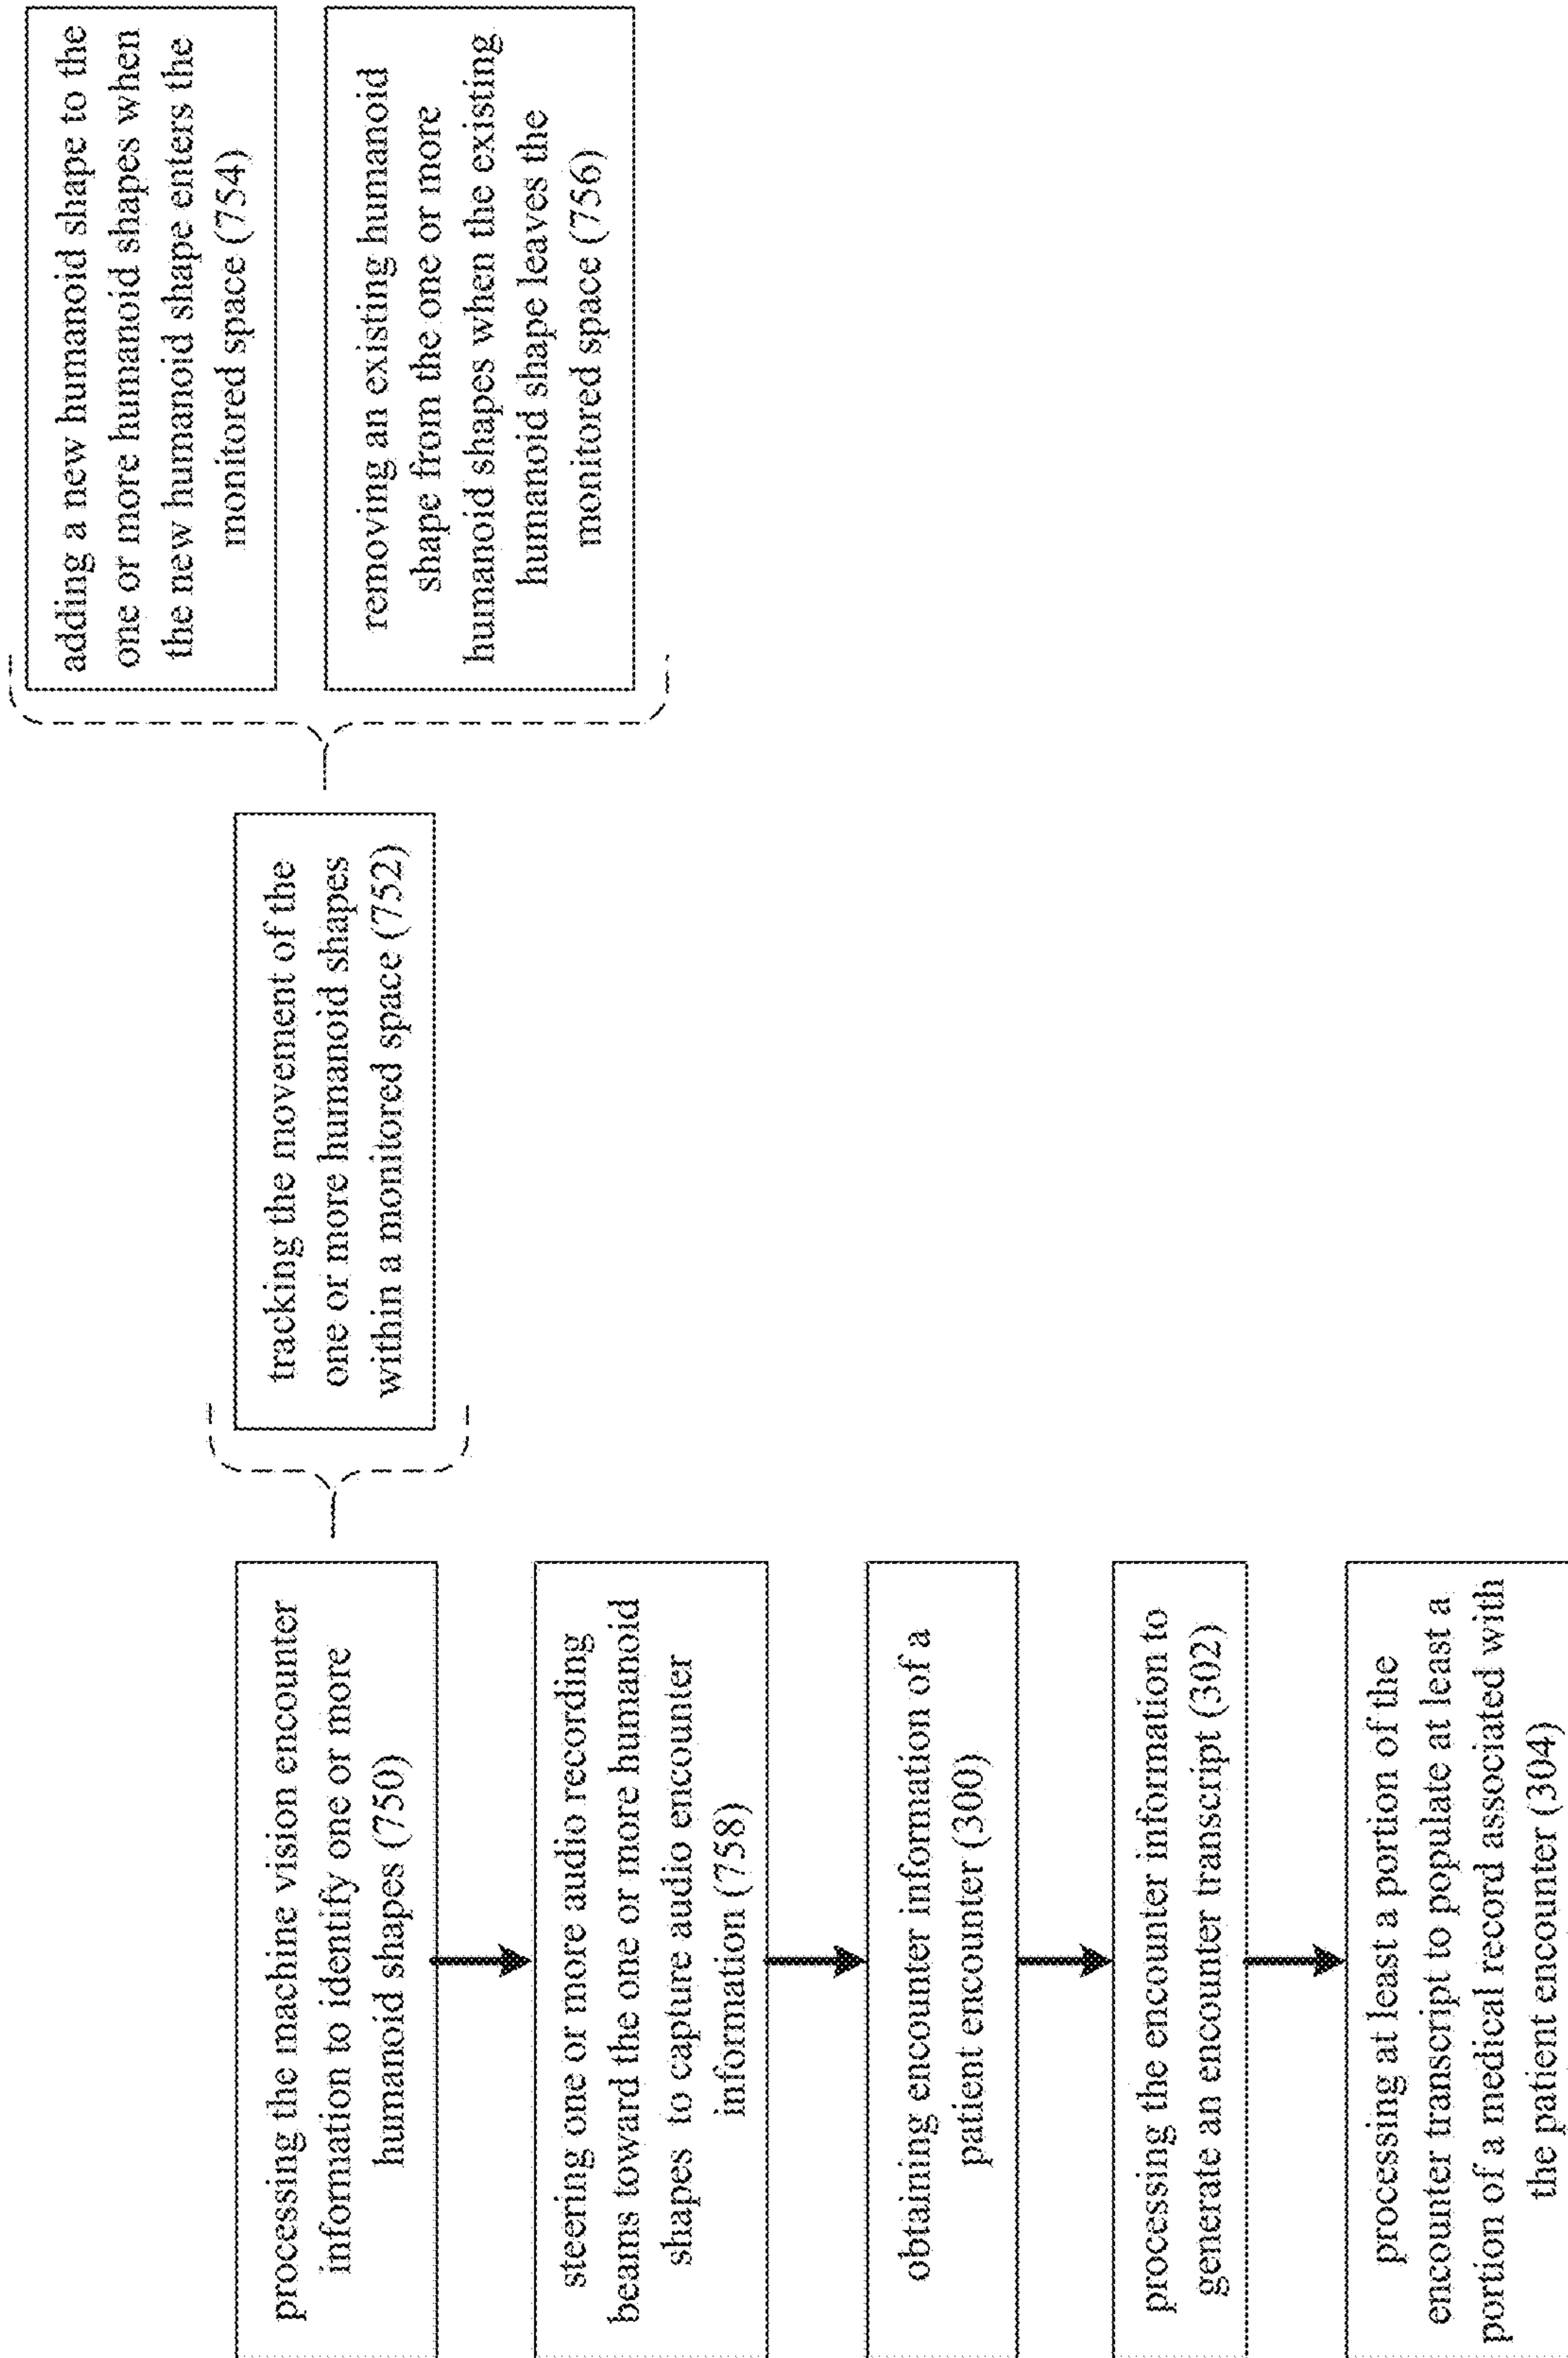 processing the machine vision encounter
information to identify one or more
humanoid shapes (750)
tracking the movement of the
one or more humanoid shapes
within a monitored space (752)
adding a new humanoid shape to the
one or more humanoid shapes when
the new humanoid shape enters the
monitored space (754)
removing an existing humanoid
shape from the one or more
humanoid shapes when the existing
humanoid shape leaves the
monitored space (756)
steering one or more audio recording
beams toward the one or more humanoid
shapes to capture audio encounter
information (758)
obtaining encounter information of a
patient encounter (300)
processing the encounter information to
generate an encounter transcript (302)
processing at least a portion of the
encounter transcript to populate at least a
portion of a medical record associated with
the patient encounter (304)